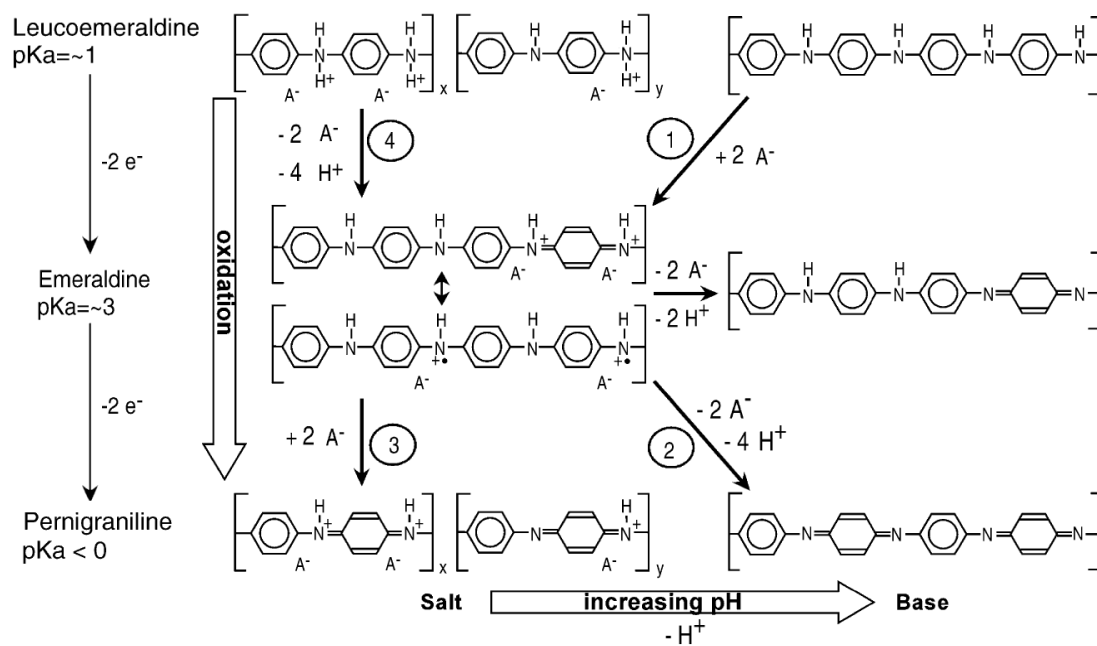 Leucoemeraldine
pKa=~1
-2 e-
Emeraldine
pKa=~3
-2 e-
Pernigraniline
pKa < 0
oxidation
H H H
N N N N
H+ H+ H+
A- A- A-
x y
H H H H
N N N N
- 2 A-
- 4 H+
4
1
+ 2 A-
H H H H
N N N+ N+
A- A-
H H H H
N N+• N N+•
A- A-
- 2 A-
- 2 H+
H H
N N N N
+ 2 A-
3
2
- 2 A-
- 4 H+
H H H
N+ N+ N N+
A- A- A-
x y
N N N N
Salt
increasing pH
Base
- H+